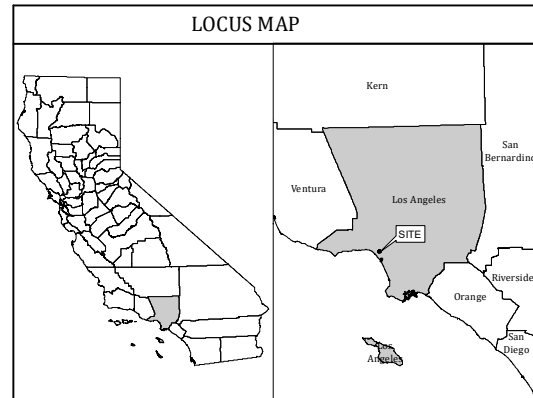 LOCUS MAP
Kern
San
Bernardino
Ventura
Los Angeles
SITE
Riverside
Orange
Los
Angeles
San
Diego